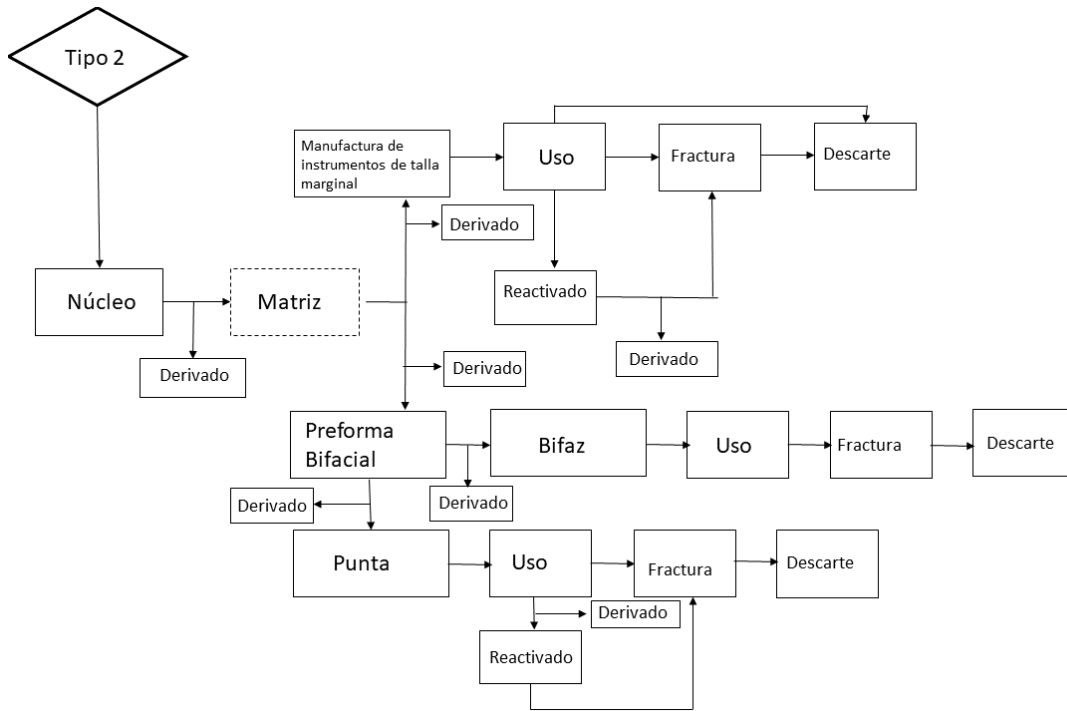 Tipo 2
Manufactura de
instrumentos de talla
marginal
Uso
Fractura
Descarte
Derivado
Núcleo
Matriz
Reactivado
Derivado
Derivado
Derivado
Preforma
Bifacial
Bifaz
Uso
Fractura
Descarte
Derivado
Derivado
Punta
Uso
Fractura
Descarte
Derivado
Reactivado